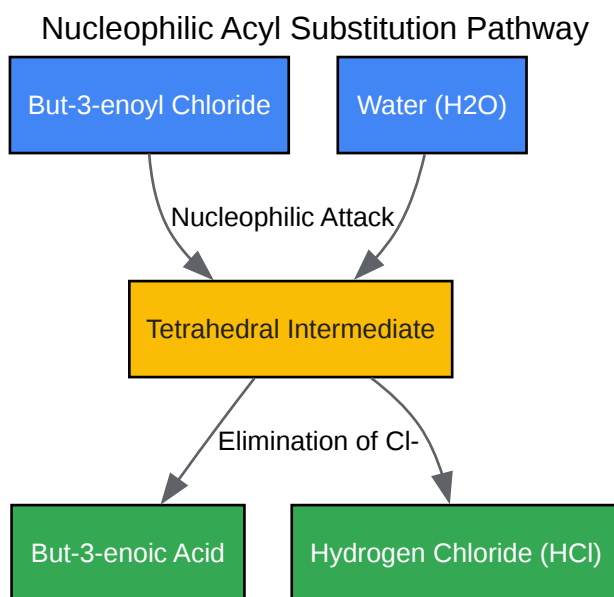 Nucleophilic Acyl Substitution Pathway
But-3-enoyl Chloride
Water (H2O)
Nucleophilic Attack
Tetrahedral Intermediate
Elimination of Cl-
But-3-enoic Acid
Hydrogen Chloride (HCl)